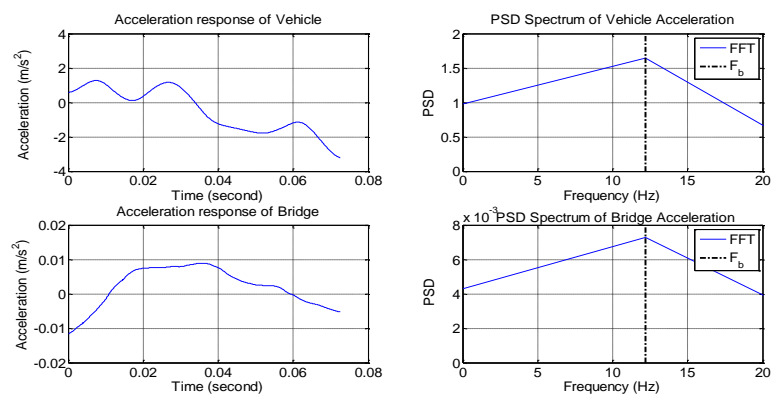 Acceleration response of Vehicle
4
2
0
-2
-4
Acceleration (m/s²)
0
0.02
0.04
0.06
0.08
Time (second)
PSD Spectrum of Vehicle Acceleration
2
1.5
1
0.5
0
PSD
FFT
F_b
0
5
10
15
20
Frequency (Hz)
Acceleration response of Bridge
0.02
0.01
0
-0.01
-0.02
Acceleration (m/s²)
0
0.02
0.04
0.06
0.08
Time (second)
x 10⁻³ PSD Spectrum of Bridge Acceleration
8
6
4
2
0
PSD
FFT
F_b
0
5
10
15
20
Frequency (Hz)